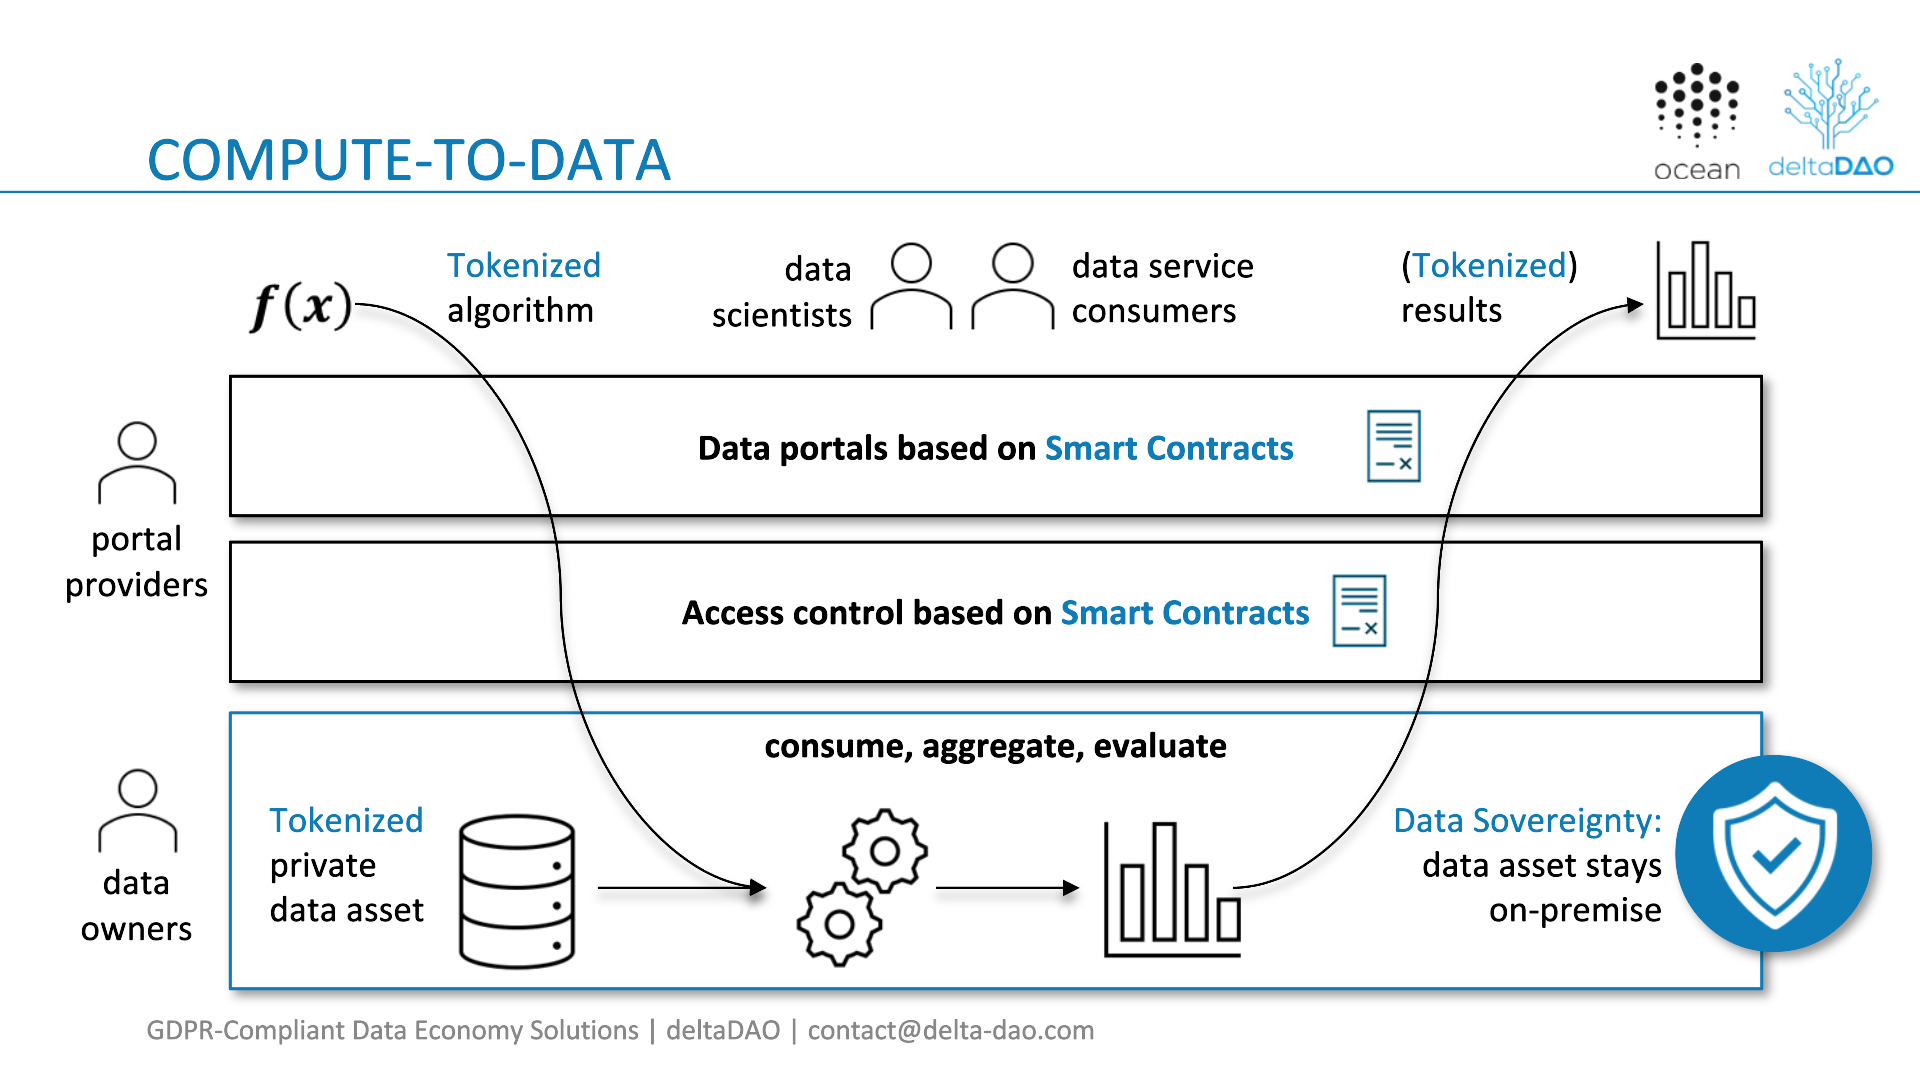 ocean
deltaDAO
COMPUTE-TO-DATA
f(x)
Tokenized
algorithm
data
scientists
data service
consumers
(Tokenized)
results
Data portals based on Smart Contracts
portal
providers
Access control based on Smart Contracts
consume, aggregate, evaluate
data
owners
Tokenized
private
data asset
Data Sovereignty:
data asset stays
on-premise
GDPR-Compliant Data Economy Solutions | deltaDAO | contact@delta-dao.com